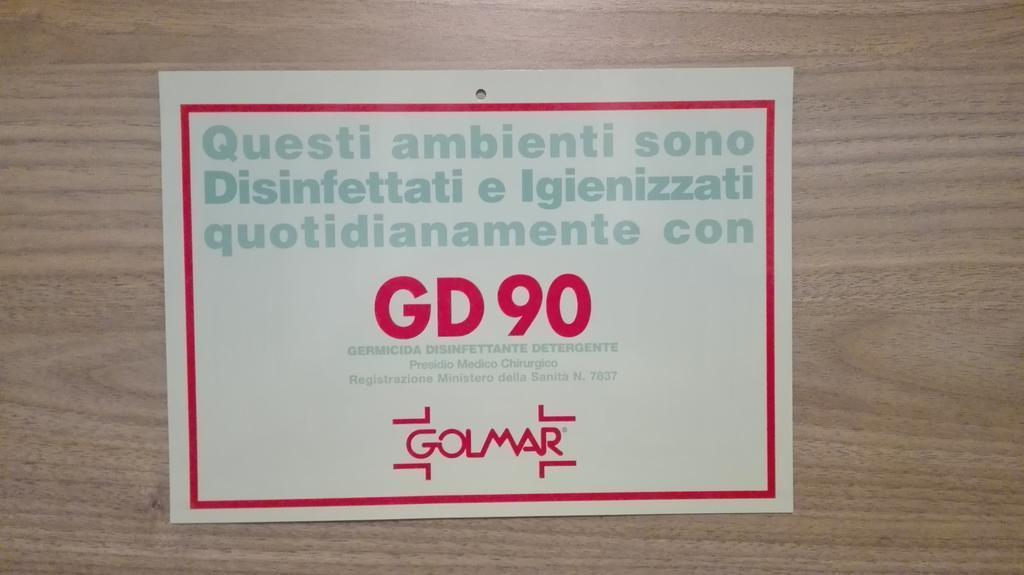 Questi ambienti sono
Disinfettati e Igienizzati
quotidianamente con
GD 90
GERMICIDA DISINFETTANTE DETERGENTE
Presidio Medico Chirurgico
Registrazione Ministero della Sanità N. 7837
GOLMAR®